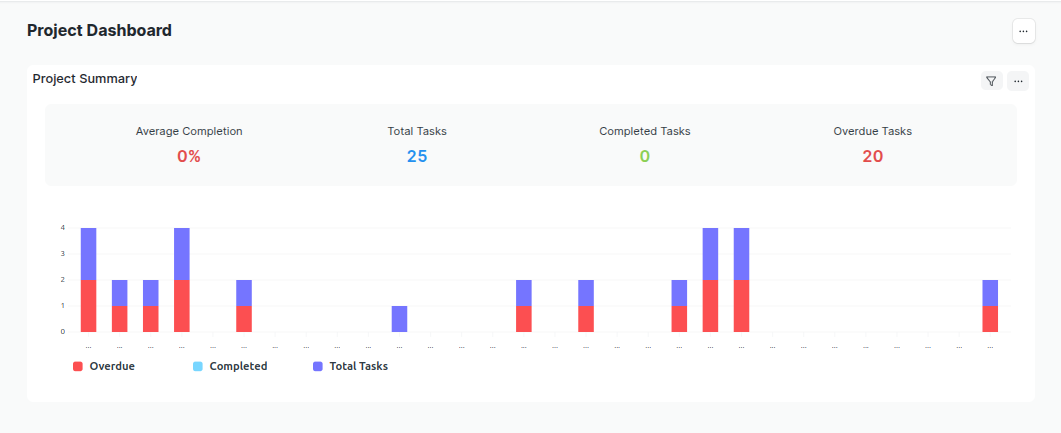 Project Dashboard
...
Project Summary
...
Average Completion
Total Tasks
Completed Tasks
Overdue Tasks
0%
25
0
20
4
3
2
1
0
... ... ... ... ... ... ... ... ... ... ... ... ... ... ... ... ... ... ... ... ... ... ... ... ... ... ... ... ... ...
Overdue
Completed
Total Tasks